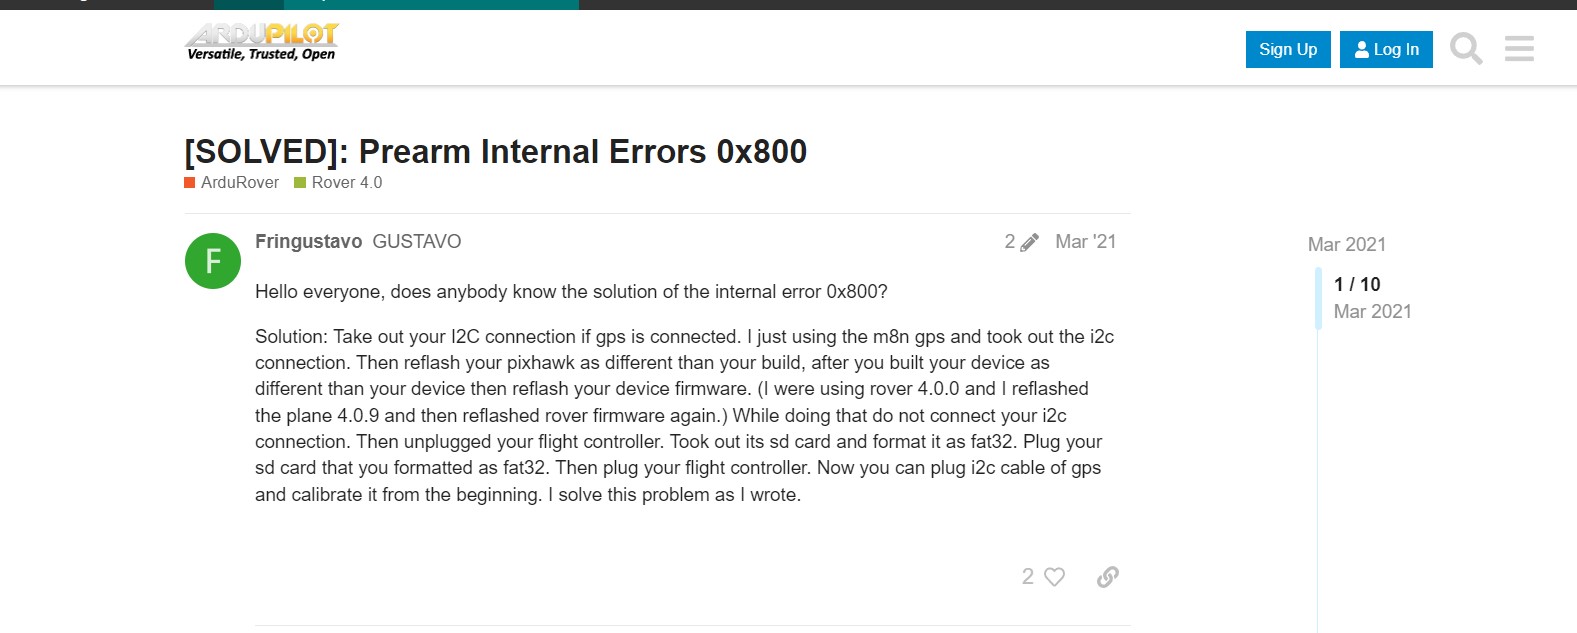 ARDUPILOT
Versatile, Trusted, Open
Sign Up
Log In
[SOLVED]: Prearm Internal Errors 0x800
ArduRover Rover 4.0
F
Fringustavo GUSTAVO
2 Mar '21
Hello everyone, does anybody know the solution of the internal error 0x800?
Solution: Take out your I2C connection if gps is connected. I just using the m8n gps and took out the i2c
connection. Then reflash your pixhawk as different than your build, after you built your device as
different than your device then reflash your device firmware. (I were using rover 4.0.0 and I reflashed
the plane 4.0.9 and then reflashed rover firmware again.) While doing that do not connect your i2c
connection. Then unplugged your flight controller. Took out its sd card and format it as fat32. Plug your
sd card that you formatted as fat32. Then plug your flight controller. Now you can plug i2c cable of gps
and calibrate it from the beginning. I solve this problem as I wrote.
2
Mar 2021
1 / 10
Mar 2021